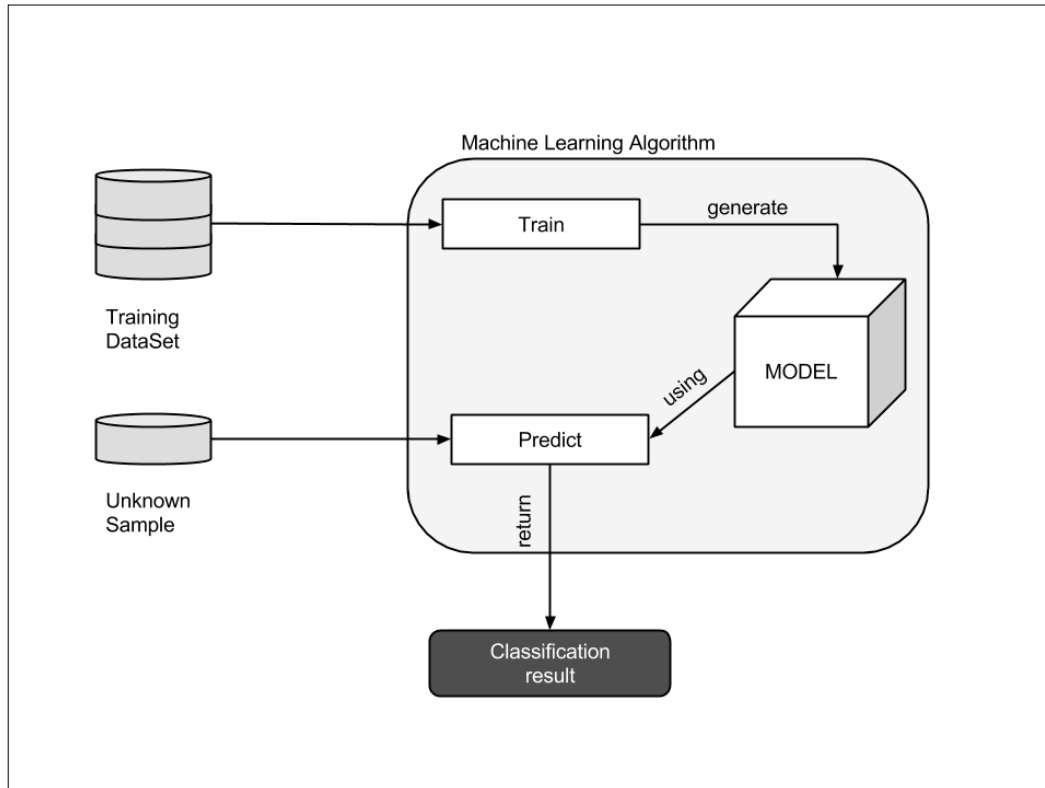 Machine Learning Algorithm
Train
generate
Training
DataSet
MODEL
using
Predict
Unknown
Sample
return
Classification
result